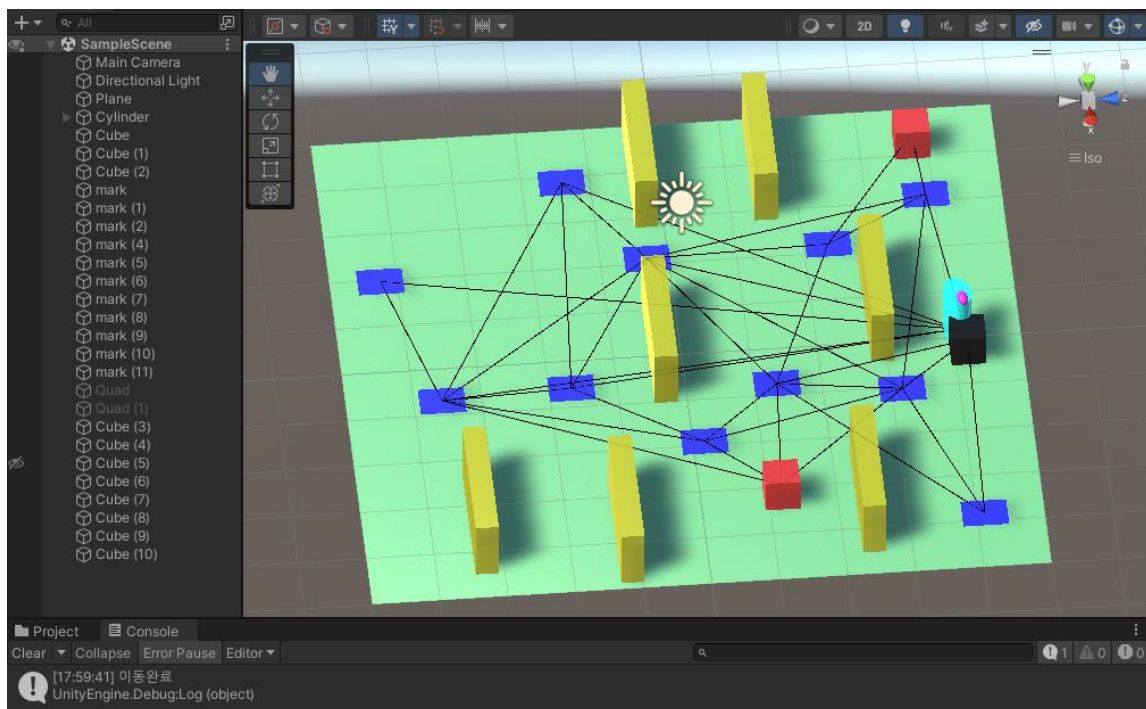 All
SampleScene
Main Camera
Directional Light
Plane
Cylinder
Cube
Cube (1)
Cube (2)
mark
mark (1)
mark (2)
mark (4)
mark (5)
mark (6)
mark (7)
mark (8)
mark (9)
mark (10)
mark (11)
Quad
Quad (1)
Cube (3)
Cube (4)
Cube (5)
Cube (6)
Cube (7)
Cube (8)
Cube (9)
Cube (10)
2D
y
z
x
Iso
Project Console
Clear Collapse Error Pause Editor 1 0 0
[17:59:41] 이동완료
UnityEngine.Debug:Log (object)